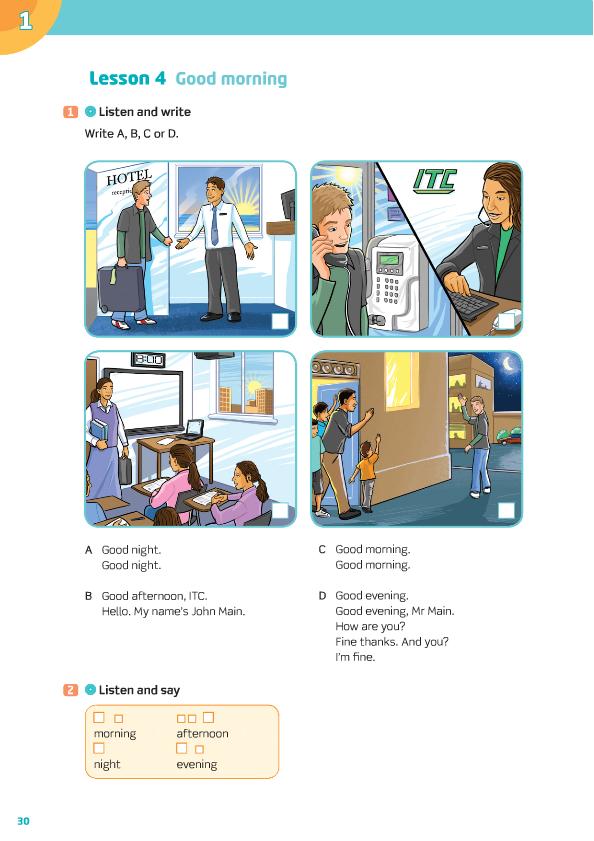 1
Lesson 4 Good morning
1 Listen and write
Write A, B, C or D.
HOTEL
reception
ITC
8:00
A Good night.
Good night.
B Good afternoon, ITC.
Hello. My name's John Main.
C Good morning.
Good morning.
D Good evening.
Good evening, Mr Main.
How are you?
Fine thanks. And you?
I'm fine.
2 Listen and say
morning afternoon
night evening
30